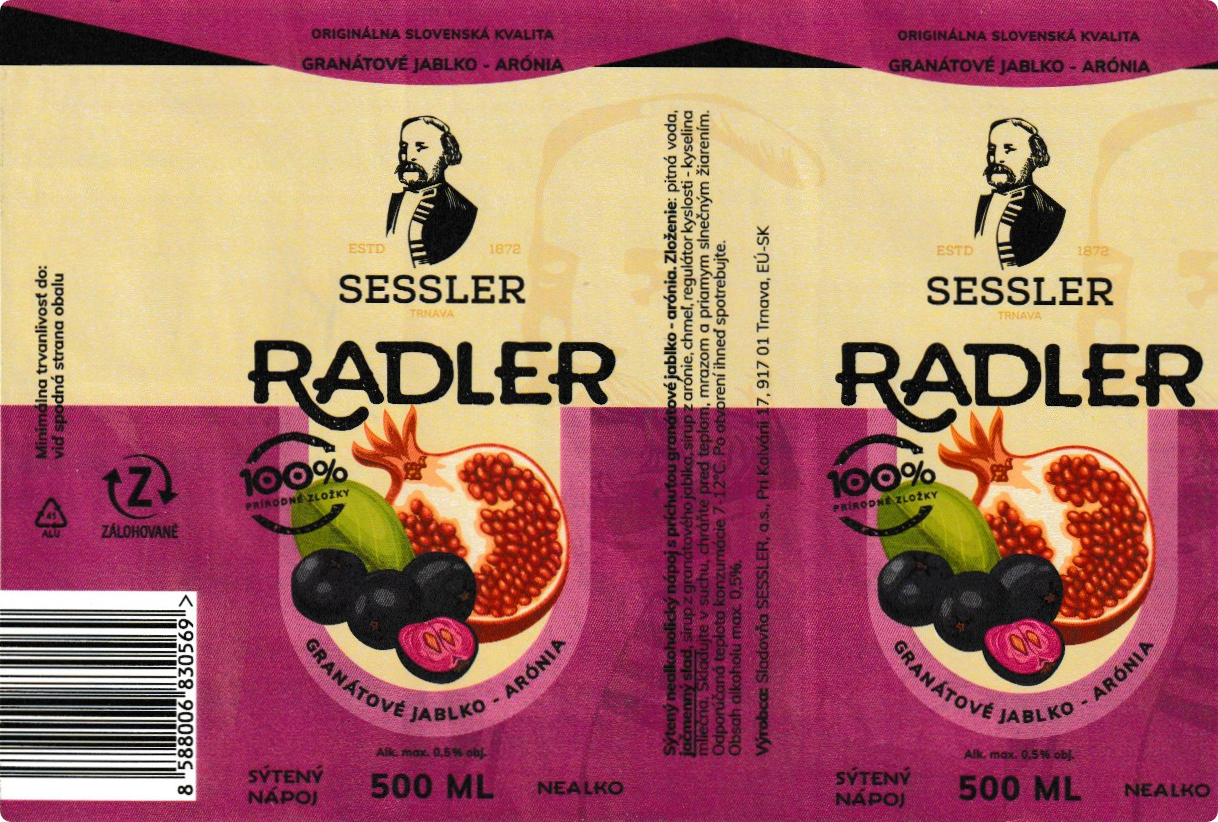 Minimálna trvanlivosť do:
viď spodná strana obalu
41
ALU
Z
ZÁLOHOVANÉ
8 588006 830569 >
ORIGINÁLNA SLOVENSKÁ KVALITA
GRANÁTOVÉ JABLKO - ARÓNIA
ESTD 1872
SESSLER
TRNAVA
RADLER
100%
PRÍRODNÉ ZLOŽKY
GRANÁTOVÉ JABLKO - ARÓNIA
Alk. max. 0,5% obj.
SÝTENÝ
NÁPOJ
500 ML
NEALKO
Sýtený nealkoholický nápoj s príchuťou granátové jablko - arónia. Zloženie: pitná voda,
jačmenný slad, sirup z granátového jablka, sirup z arónie, chmeľ, regulátor kyslosti - kyselina
mliečna. Skladujte v suchu, chráňte pred teplom, mrazom a priamym slnečným žiarením.
Odporúčaná teplota konzumácie 7 - 12°C. Po otvorení ihneď spotrebujte.
Obsah alkoholu max. 0,5%.
Výrobca: Sladovňa SESSLER, a.s., Pri Kalvárii 17, 917 01 Trnava, EÚ-SK
ORIGINÁLNA SLOVENSKÁ KVALITA
GRANÁTOVÉ JABLKO - ARÓNIA
ESTD 1872
SESSLER
TRNAVA
RADLER
100%
PRÍRODNÉ ZLOŽKY
GRANÁTOVÉ JABLKO - ARÓNIA
Alk. max. 0,5% obj.
SÝTENÝ
NÁPOJ
500 ML
NEALKO